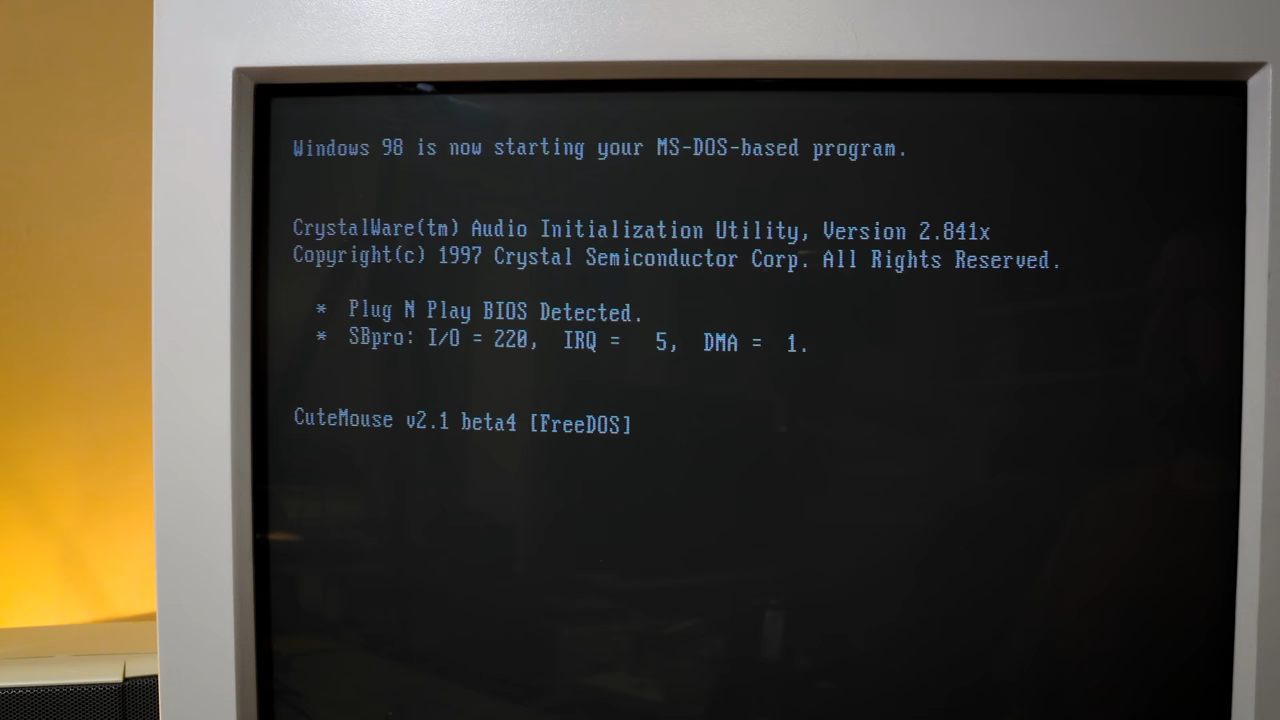 Windows 98 is now starting your MS-DOS-based program.
CrystalWare(tm) Audio Initialization Utility, Version 2.841x
Copyright(c) 1997 Crystal Semiconductor Corp. All Rights Reserved.
* Plug N Play BIOS Detected.
* SBpro: I/O = 220, IRQ = 5, DMA = 1.
CuteMouse v2.1 beta4 [FreeDOS]